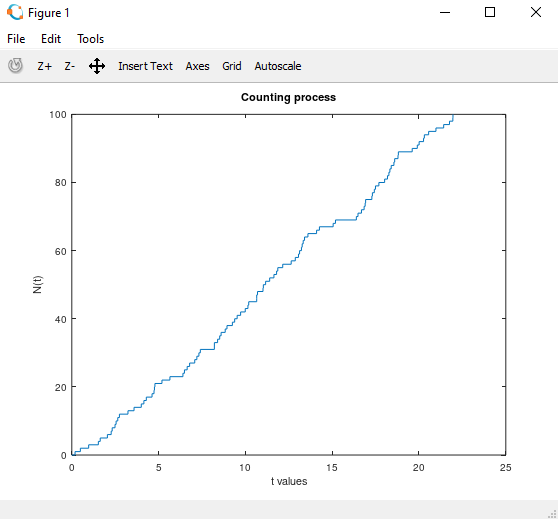 Figure 1
File Edit Tools
Z+ Z- Insert Text Axes Grid Autoscale
Counting process
100
80
60
40
20
0
N(t)
0 5 10 15 20 25
t values